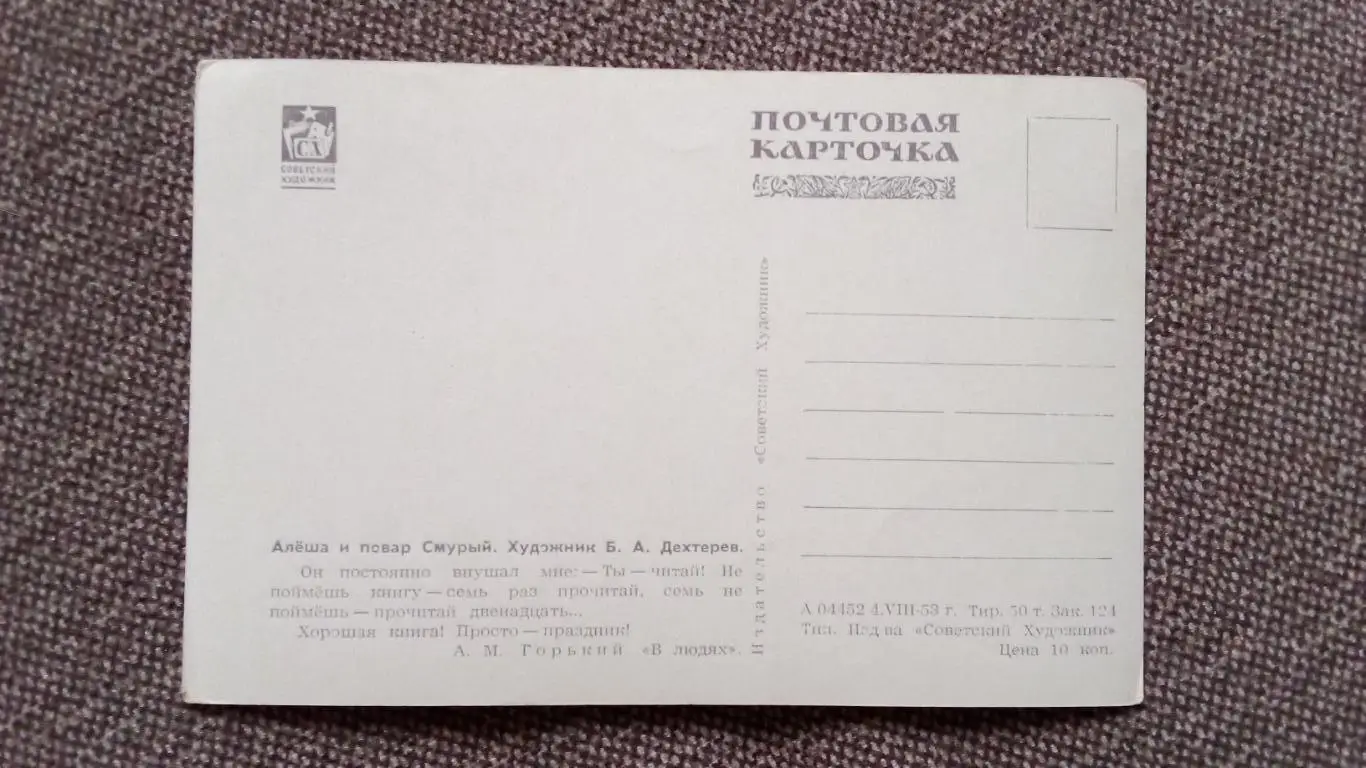 СХ
СОВЕТСКИЙ
ХУДОЖНИК
ПОЧТОВАЯ
КАРТОЧКА
Алёша и повар Смурый. Художник Б. А. Дехтерев.
Он постоянно внушал мне: — Ты — читай! Не
поймёшь книгу — семь раз прочитай, семь не
поймёшь — прочитай двенадцать...
Хорошая книга! Просто — праздник!
А. М. Горький «В людях».
Издательство «Советский Художник»
А 04452 4.VIII-53 г. Тир. 50 т. Зак. 124
Тип. Изд-ва «Советский Художник»
Цена 10 коп.